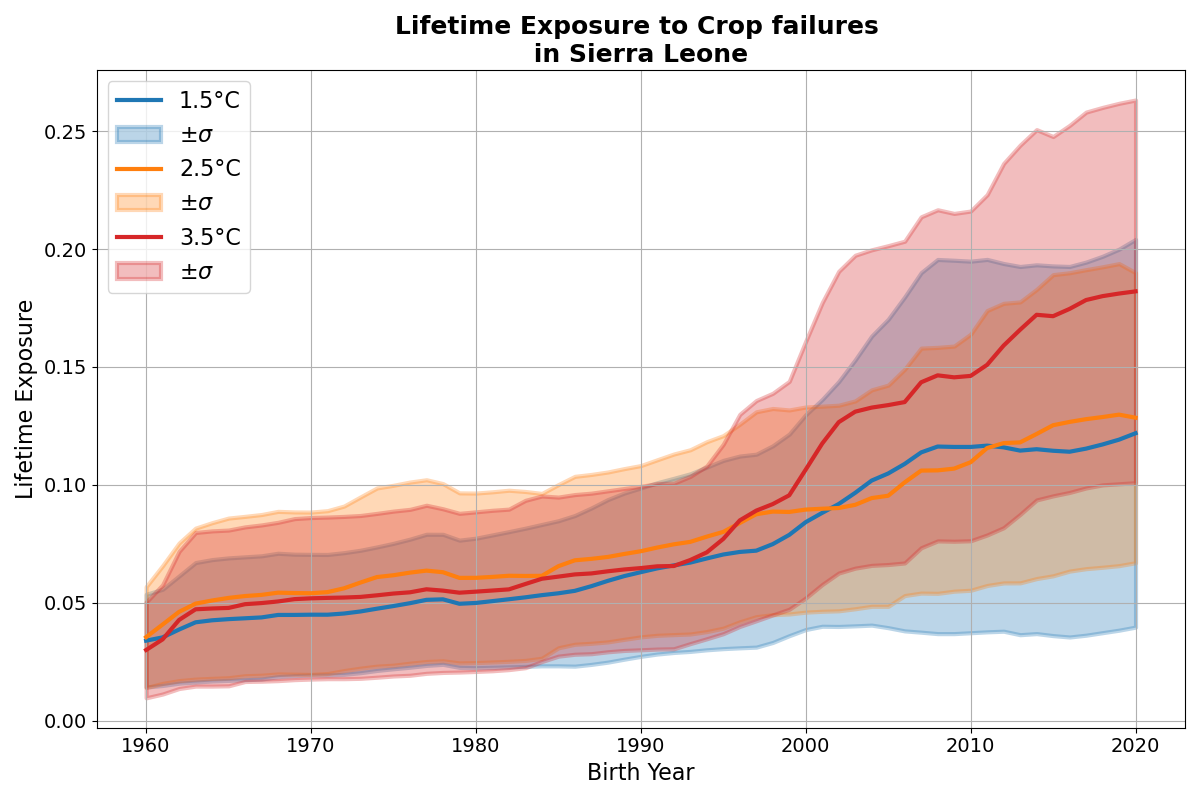 Lifetime Exposure to Crop failures
in Sierra Leone
1.5°C
±σ
2.5°C
±σ
3.5°C
±σ
Lifetime Exposure
0.25
0.20
0.15
0.10
0.05
0.00
1960 1970 1980 1990 2000 2010 2020
Birth Year